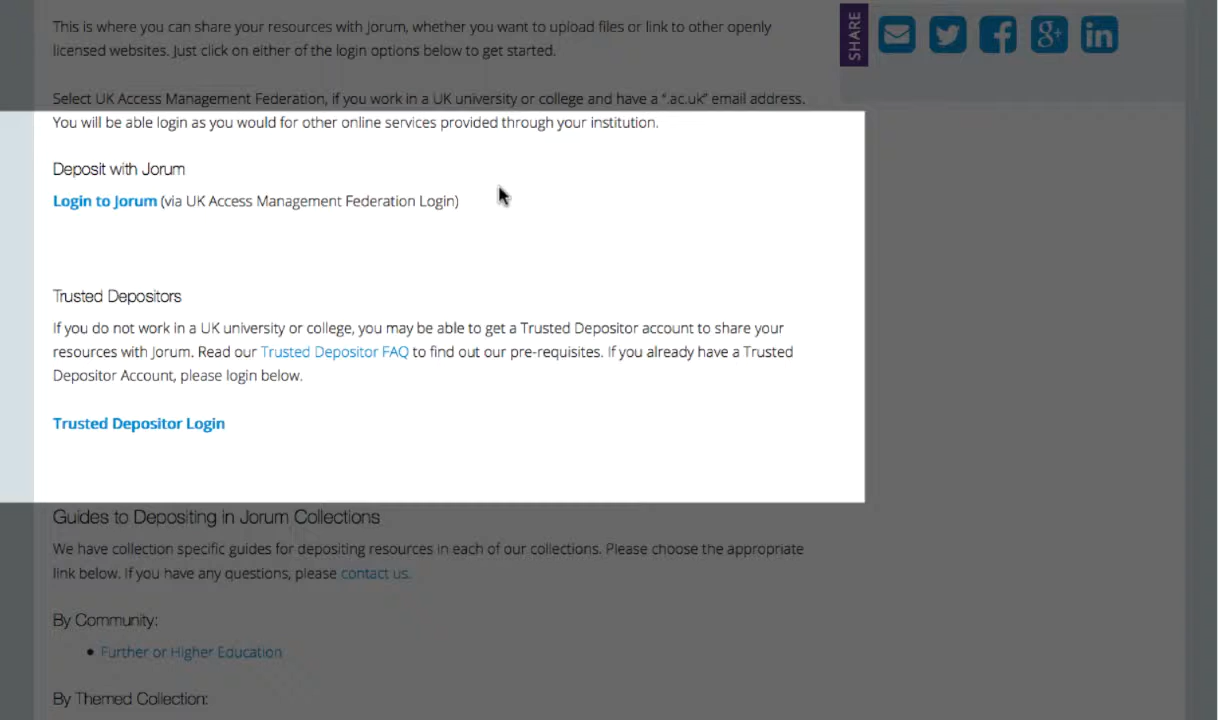 This is where you can share your resources with Jorum, whether you want to upload files or link to other openly
licensed websites. Just click on either of the login options below to get started.
SHARE
Select UK Access Management Federation, if you work in a UK university or college and have a ".ac.uk" email address.
You will be able login as you would for other online services provided through your institution.
Deposit with Jorum
Login to Jorum (via UK Access Management Federation Login)
Trusted Depositors
If you do not work in a UK university or college, you may be able to get a Trusted Depositor account to share your
resources with Jorum. Read our Trusted Depositor FAQ to find out our pre-requisites. If you already have a Trusted
Depositor Account, please login below.
Trusted Depositor Login
Guides to Depositing in Jorum Collections
We have collection specific guides for depositing resources in each of our collections. Please choose the appropriate
link below. If you have any questions, please contact us.
By Community:
• Further or Higher Education
By Themed Collection: